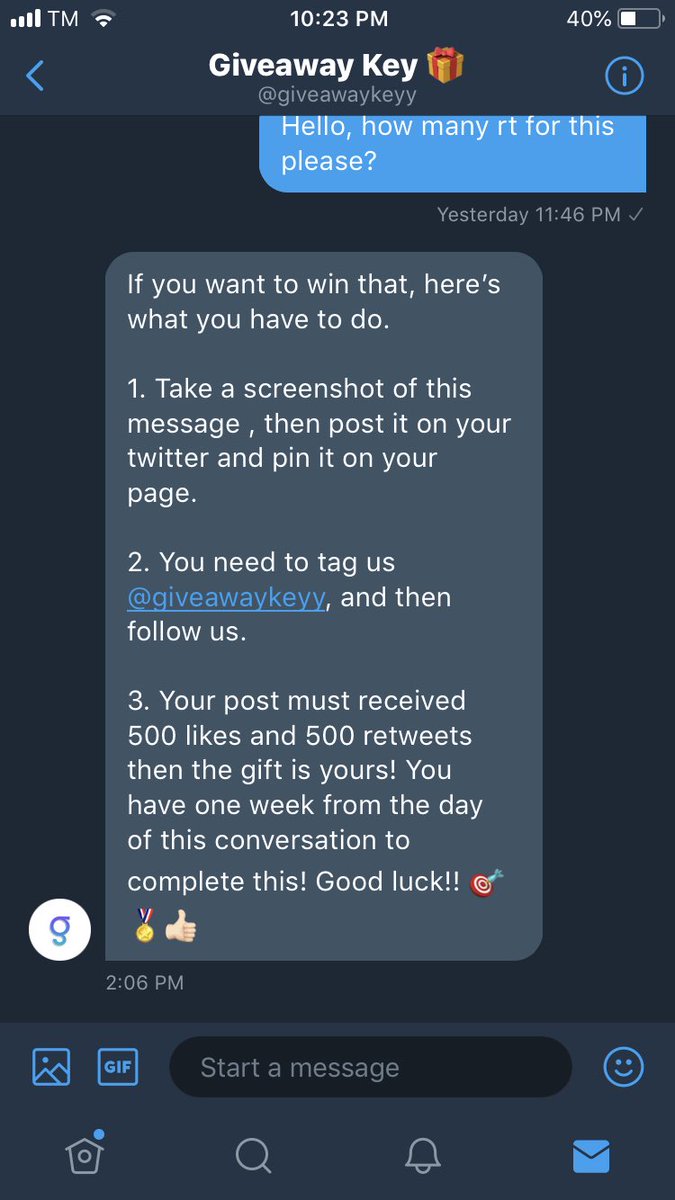 TM 10:23 PM 40%
Giveaway Key 🎁
@giveawaykeyy
Hello, how many rt for this
please?
Yesterday 11:46 PM ✓
If you want to win that, here’s
what you have to do.
1. Take a screenshot of this
message , then post it on your
twitter and pin it on your
page.
2. You need to tag us
@giveawaykeyy, and then
follow us.
3. Your post must received
500 likes and 500 retweets
then the gift is yours! You
have one week from the day
of this conversation to
complete this! Good luck!! 🎯
🏅👍🏻
g
2:06 PM
GIF
Start a message